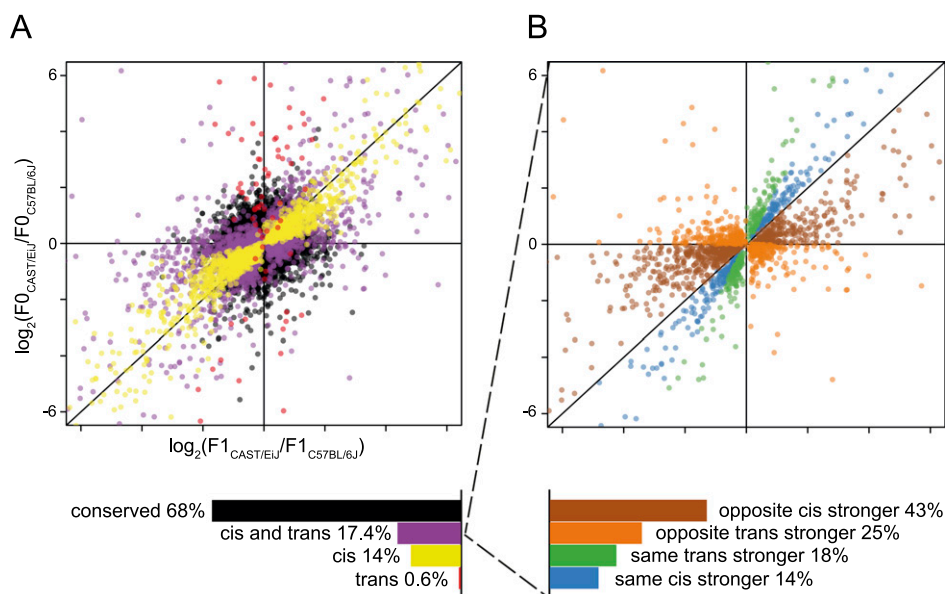 A
B
6
0
-6
log2(F0CAST/EiJ/F0C57BL/6J)
log2(F1CAST/EiJ/F1C57BL/6J)
6
0
-6
conserved 68%
cis and trans 17.4%
cis 14%
trans 0.6%
opposite cis stronger 43%
opposite trans stronger 25%
same trans stronger 18%
same cis stronger 14%